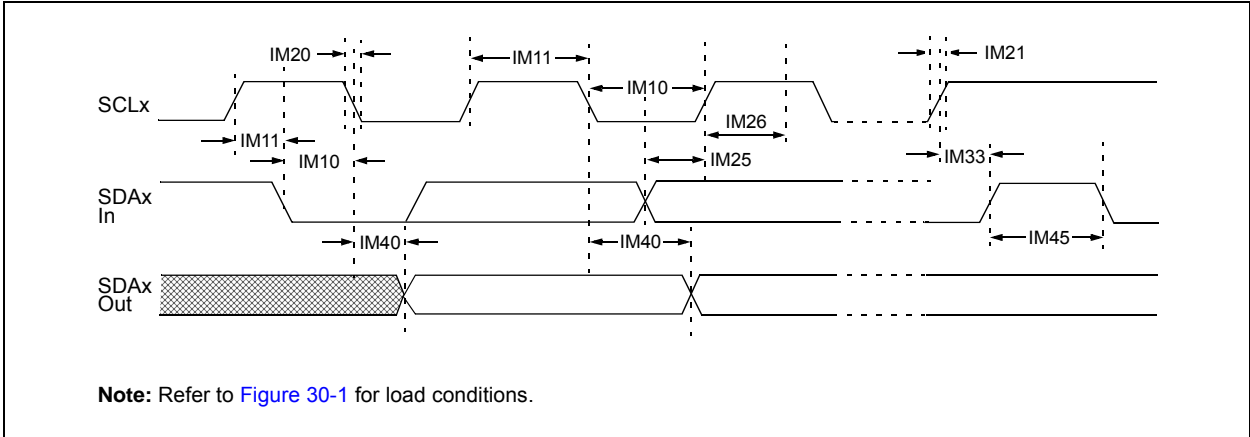 IM20
IM11
IM21
IM10
SCLx
IM26
IM11
IM10
IM25
IM33
SDAx
In
IM40
IM40
IM45
SDAx
Out
Note: Refer to Figure 30-1 for load conditions.